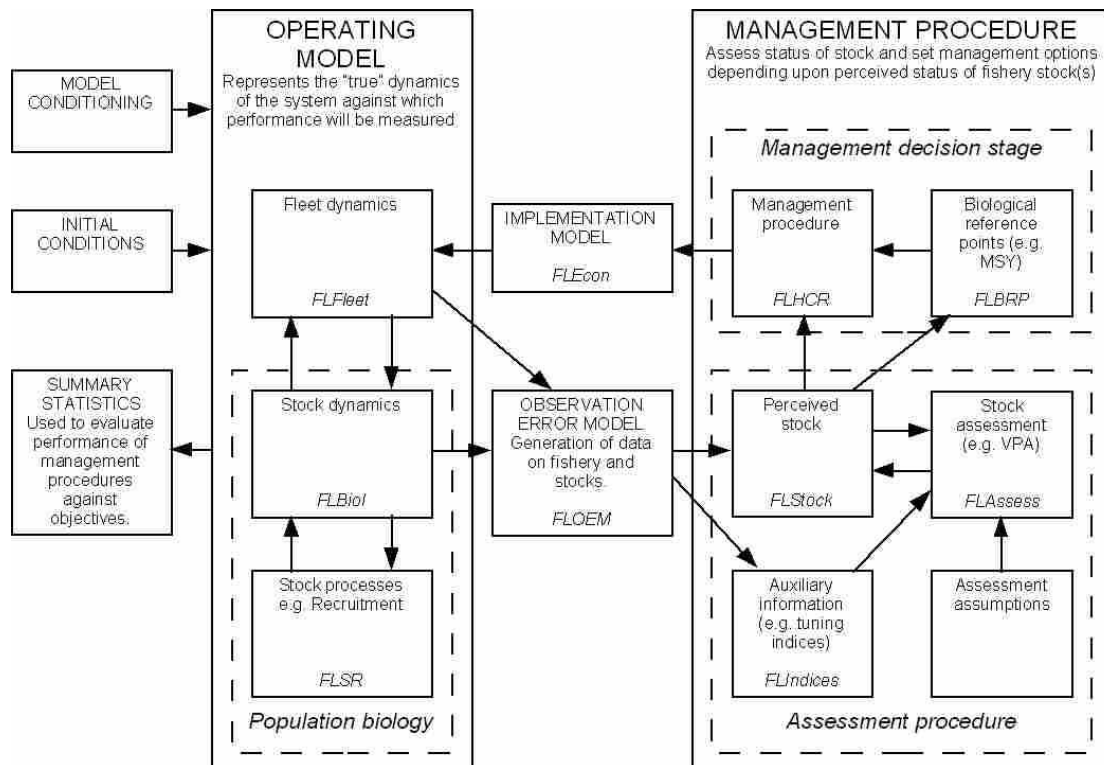 OPERATING
MODEL
Represents the "true" dynamics
of the system against which
performance will be measured
MANAGEMENT PROCEDURE
Assess status of stock and set management options
depending upon perceived status of fishery stock(s)
MODEL
CONDITIONING
INITIAL
CONDITIONS
SUMMARY
STATISTICS
Used to evaluate
performance of
management
procedures
against
objectives.
Fleet dynamics
FLFleet
Stock dynamics
FLBiol
Stock processes
e.g. Recruitment
FLSR
Population biology
IMPLEMENTATION
MODEL
FLEcon
OBSERVATION
ERROR MODEL
Generation of data
on fishery and
stocks.
FLOEM
Management decision stage
Management
procedure
FLHCR
Biological
reference
points (e.g.
MSY)
FLBRP
Perceived
stock
FLStock
Stock
assessment
(e.g. VPA)
FLAssess
Auxiliary
information
(e.g. tuning
indices)
FLIndices
Assessment
assumptions
Assessment procedure